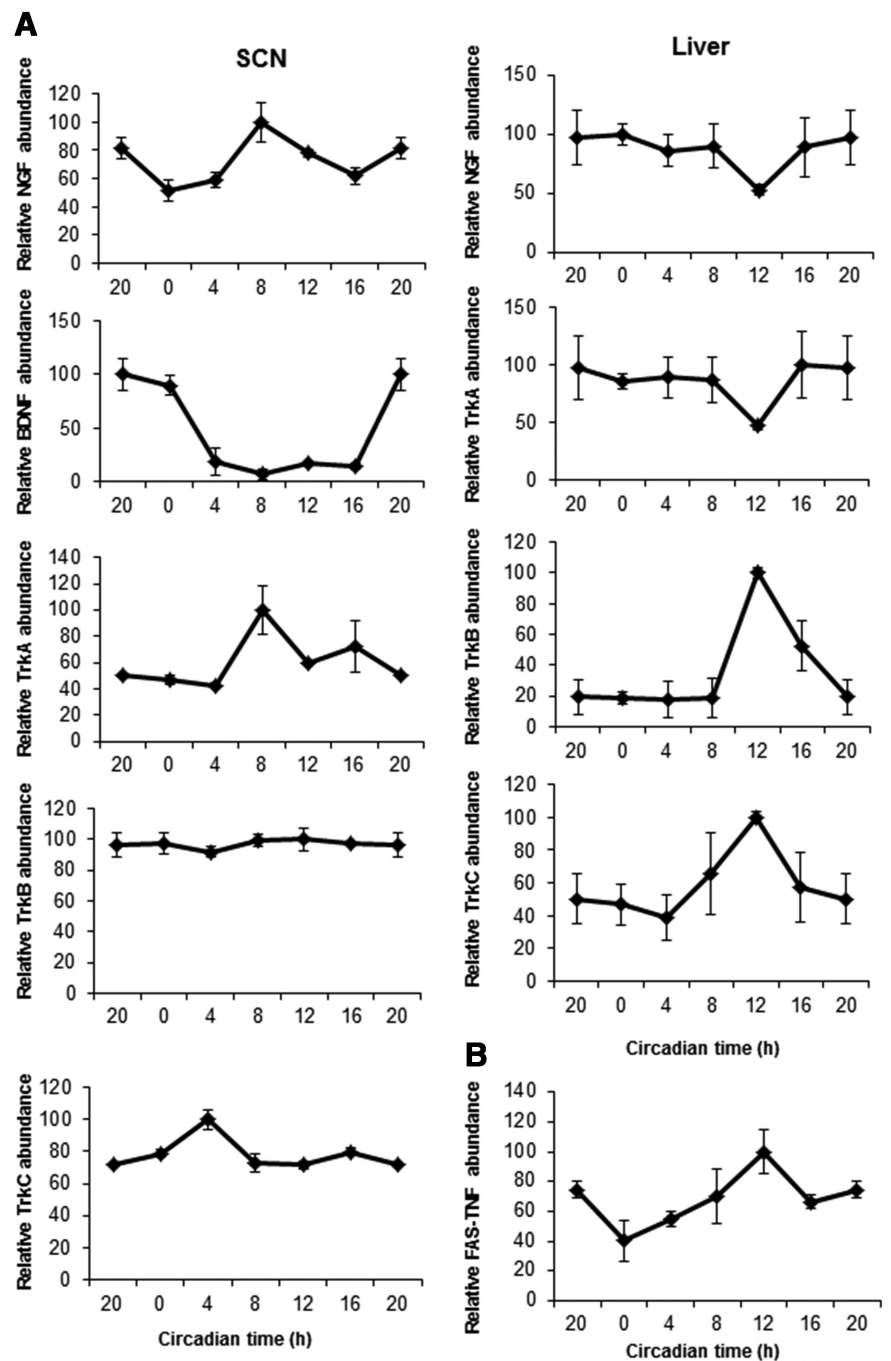 A
SCN
Relative NGF abundance
120
100
80
60
40
20
0
20 0 4 8 12 16 20
Relative BDNF abundance
150
100
50
0
20 0 4 8 12 16 20
Relative TrkA abundance
140
120
100
80
60
40
20
0
20 0 4 8 12 16 20
Relative TrkB abundance
120
100
80
60
40
20
0
20 0 4 8 12 16 20
Relative TrkC abundance
120
100
80
60
40
20
0
20 0 4 8 12 16 20
Circadian time (h)
Liver
Relative NGF abundance
150
100
50
0
20 0 4 8 12 16 20
Relative TrkA abundance
150
100
50
0
20 0 4 8 12 16 20
Relative TrkB abundance
120
100
80
60
40
20
0
20 0 4 8 12 16 20
Relative TrkC abundance
120
100
80
60
40
20
0
20 0 4 8 12 16 20
Circadian time (h)
B
Relative FAS-TNF abundance
140
120
100
80
60
40
20
0
20 0 4 8 12 16 20
Circadian time (h)